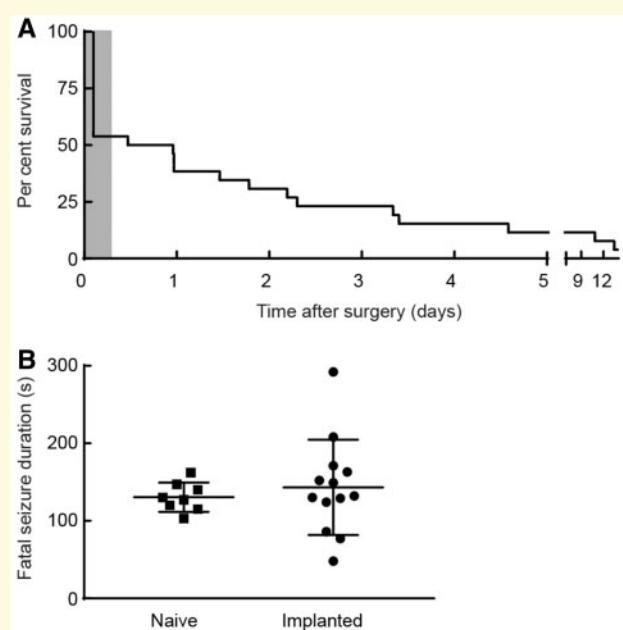 A
Per cent survival
100
75
50
25
0
0 1 2 3 4 5 9 12
Time after surgery (days)
B
Fatal seizure duration (s)
300
200
100
0
Naive Implanted